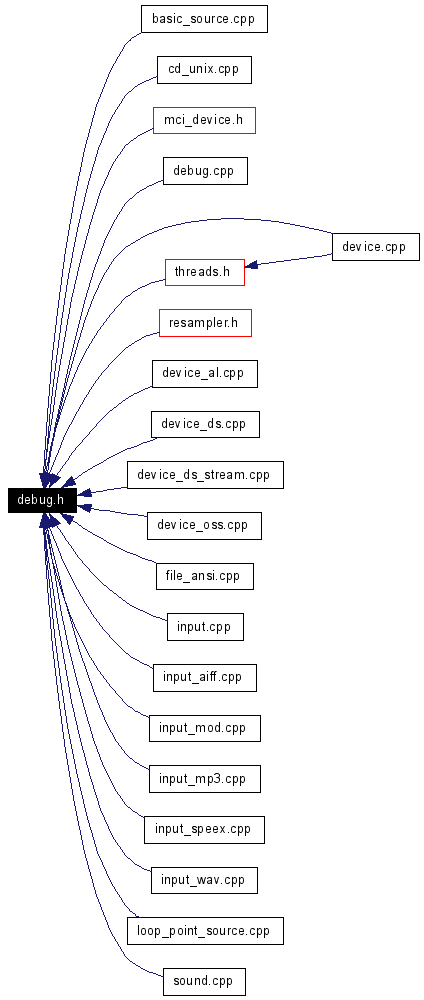 basic_source.cpp
cd_unix.cpp
mci_device.h
debug.cpp
device.cpp
threads.h
resampler.h
device_al.cpp
device_ds.cpp
device_ds_stream.cpp
debug.h
device_oss.cpp
file_ansi.cpp
input.cpp
input_aiff.cpp
input_mod.cpp
input_mp3.cpp
input_speex.cpp
input_wav.cpp
loop_point_source.cpp
sound.cpp